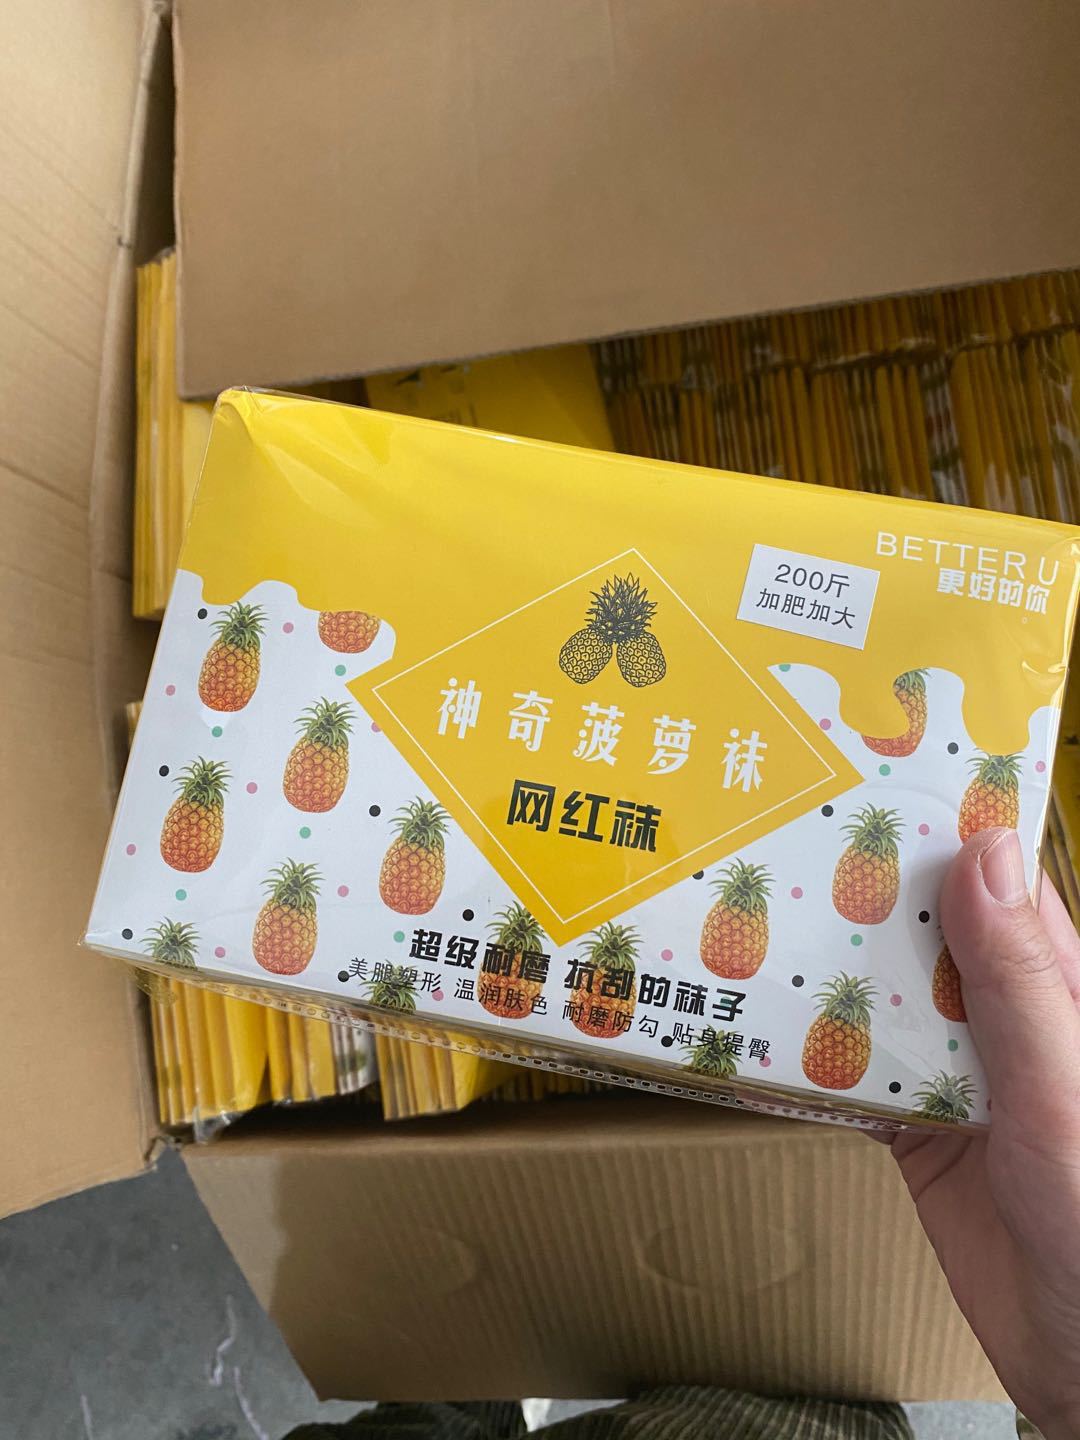 BETTER U
更好的你
200斤
加肥加大
神奇菠萝袜
网红袜
超级耐磨 抗刮的袜子
美腿塑形 温润肤色 耐磨防勾 贴身提臀